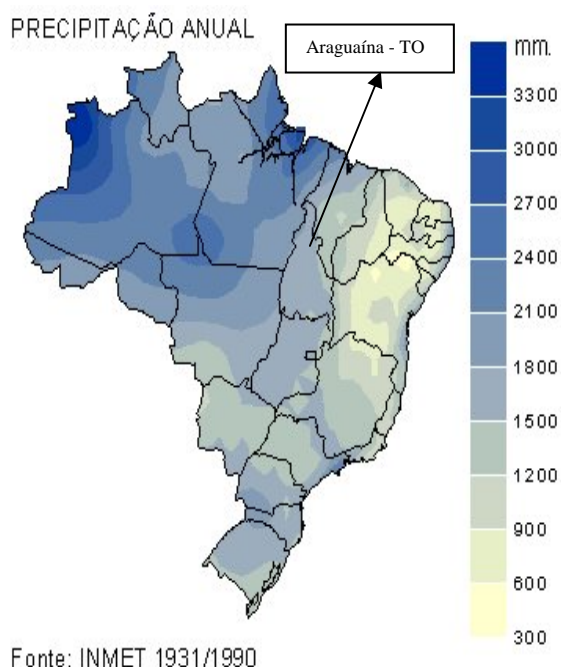 PRECIPITAÇÃO ANUAL
Araguaína - TO
mm.
3300
3000
2700
2400
2100
1800
1500
1200
900
600
300
Fonte: INMET 1931/1990